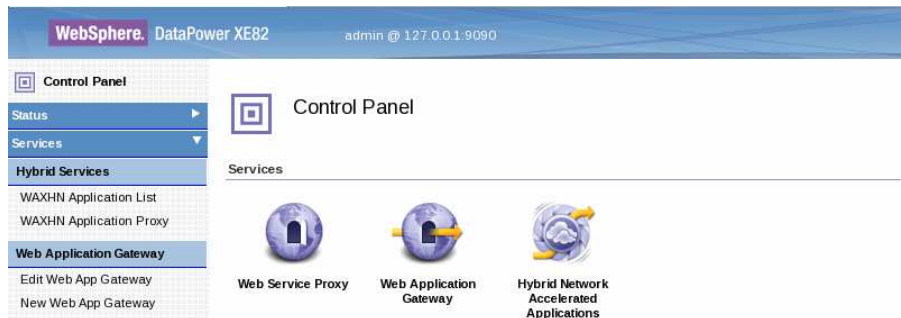 WebSphere. DataPower XE82 admin @ 127.0.0.1:9090
Control Panel
Status
Services
Hybrid Services
WAXHN Application List
WAXHN Application Proxy
Web Application Gateway
Edit Web App Gateway
New Web App Gateway
Control Panel
Services
Web Service Proxy
Web Application
Gateway
Hybrid Network
Accelerated
Applications